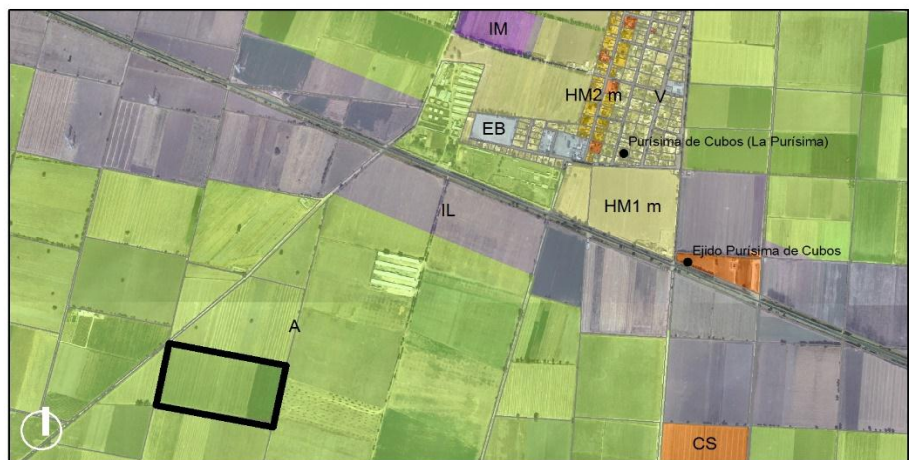 IM
HM2 m
V
EB
Purísima de Cubos (La Purísima)
HM1 m
IL
Ejido Purísima de Cubos
A
CS